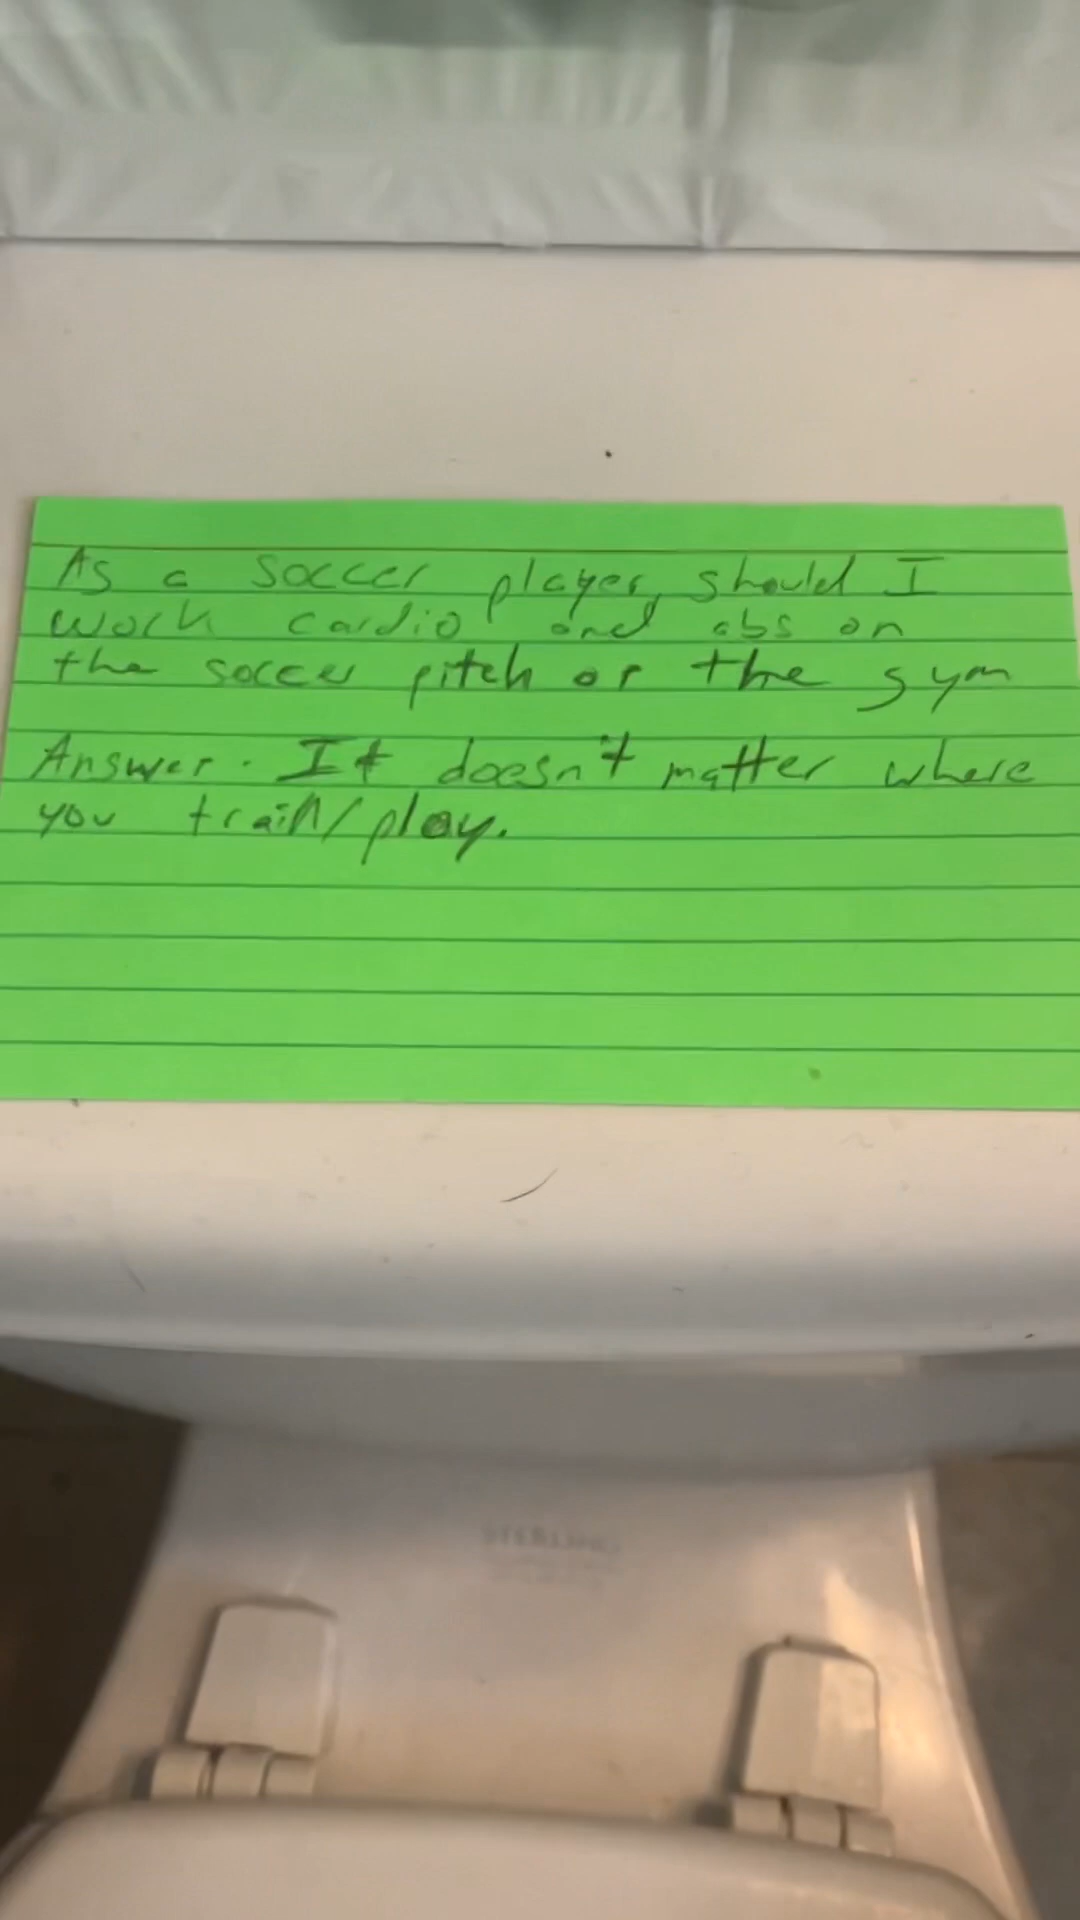 As a soccer player, should I
work cardio and abs on
the soccer pitch or the gym
Answer. It doesn't matter where
you train/play.